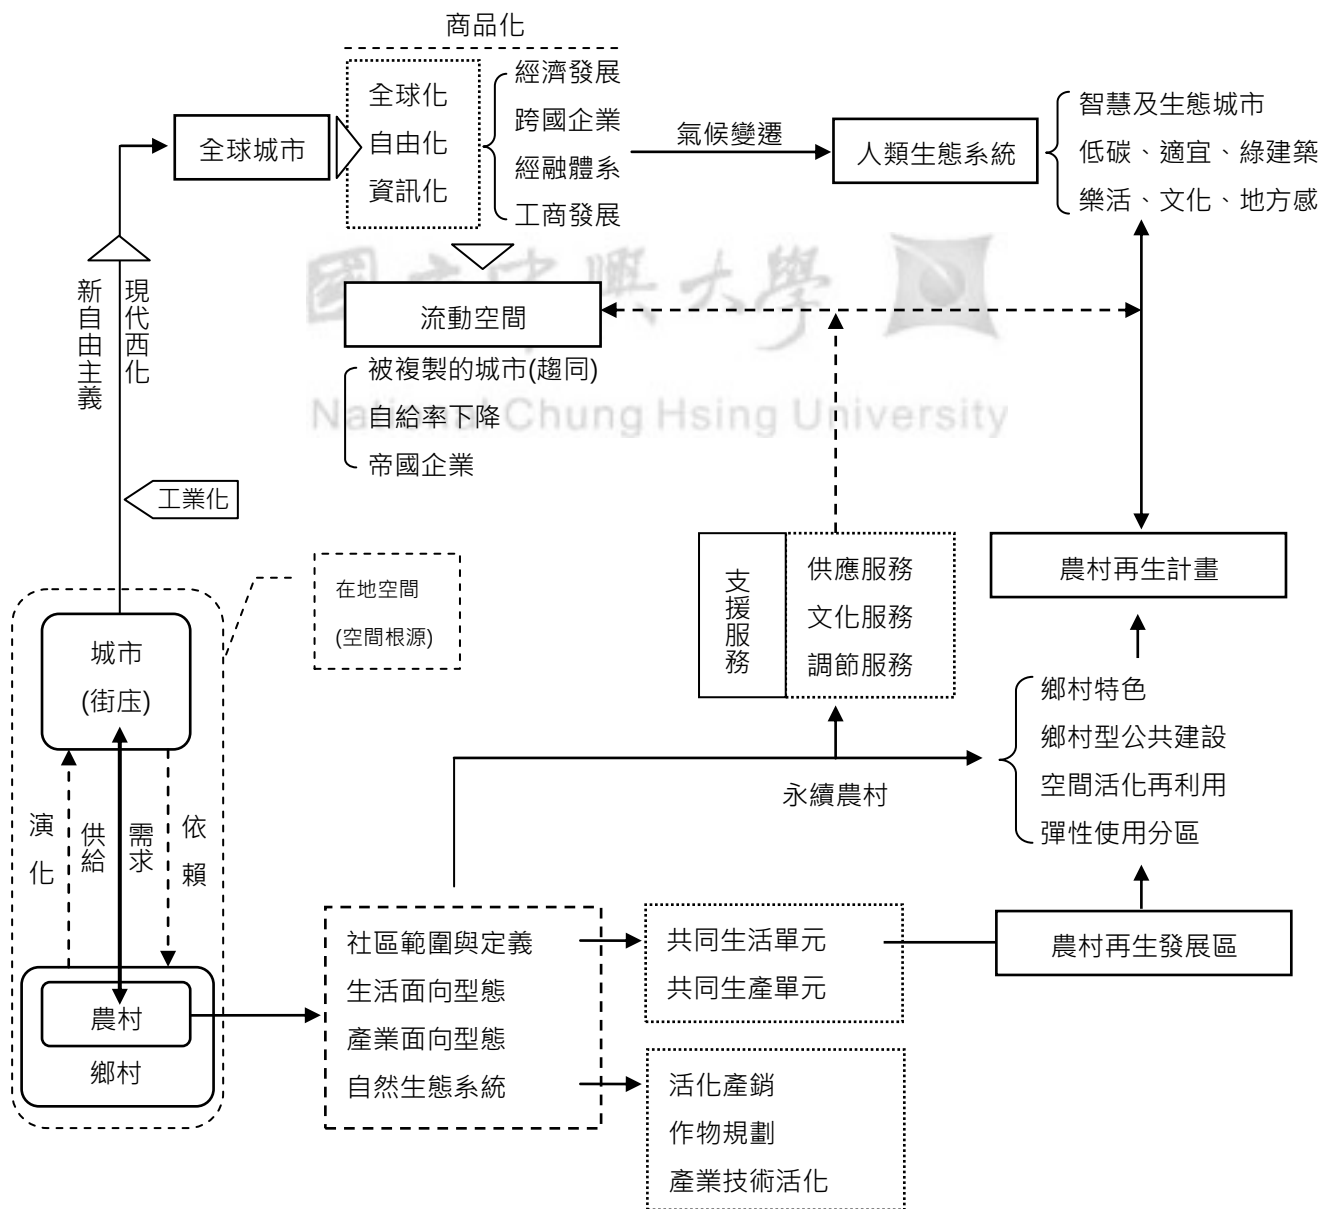 商品化
全球城市
全球化
自由化
資訊化
經濟發展
跨國企業
經融體系
工商發展
氣候變遷
人類生態系統
智慧及生態城市
低碳、適宜、綠建築
樂活、文化、地方感
國立中興大學
National Chung Hsing University
流動空間
被複製的城市(趨同)
自給率下降
帝國企業
新自由主義
現代西化
工業化
在地空間
(空間根源)
城市
(街庄)
演化
供給
需求
依賴
農村
鄉村
支援服務
供應服務
文化服務
調節服務
農村再生計畫
鄉村特色
鄉村型公共建設
空間活化再利用
彈性使用分區
永續農村
社區範圍與定義
生活面向型態
產業面向型態
自然生態系統
共同生活單元
共同生產單元
農村再生發展區
活化產銷
作物規劃
產業技術活化